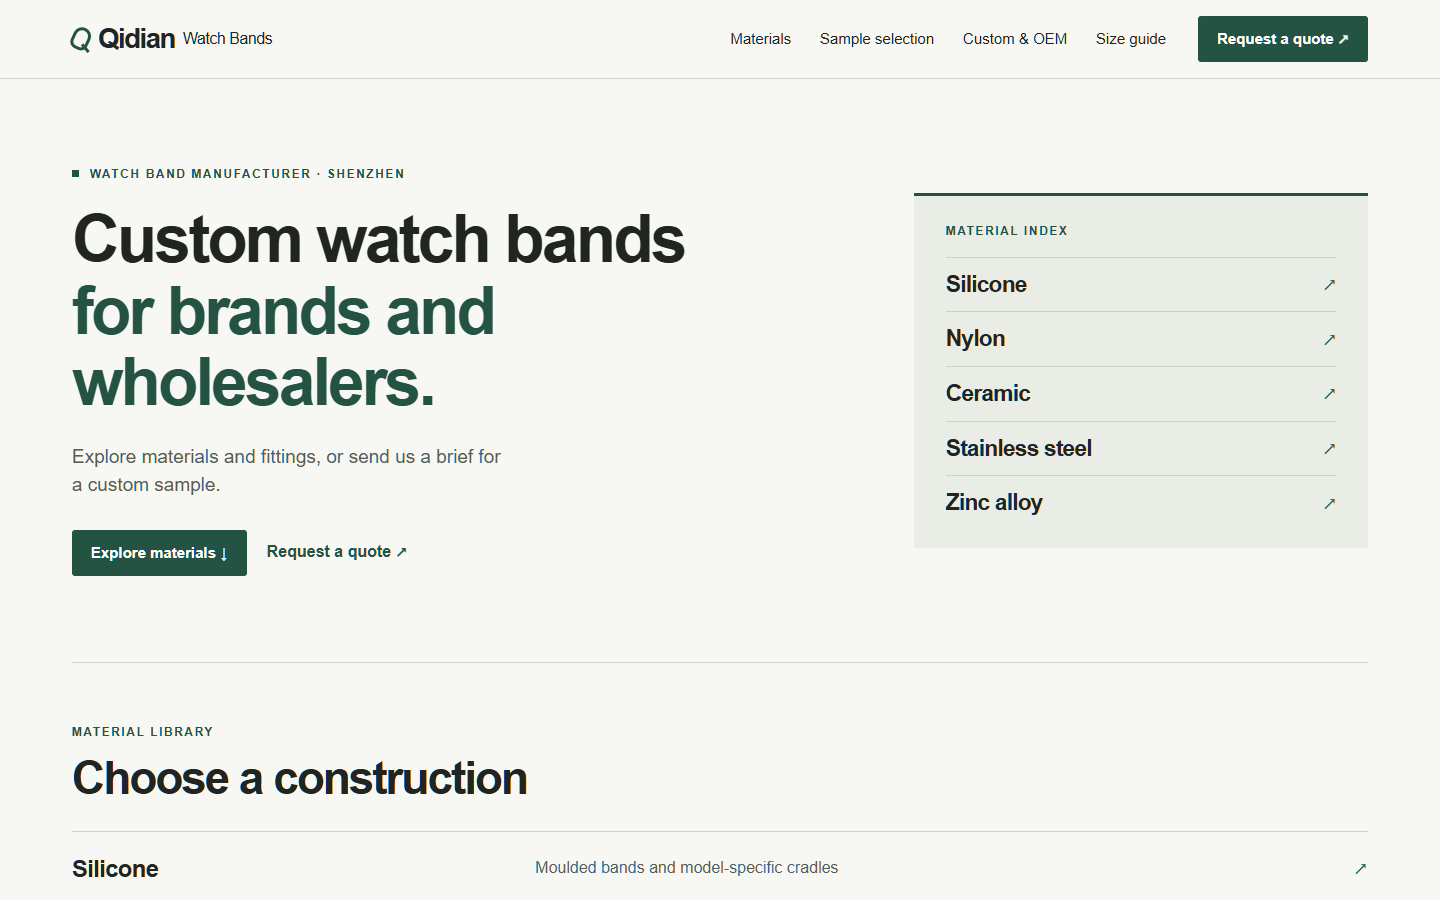 Qidian Watch Bands
Materials
Sample selection
Custom & OEM
Size guide
Request a quote ↗
WATCH BAND MANUFACTURER · SHENZHEN
Custom watch bands
for brands and
wholesalers.
Explore materials and fittings, or send us a brief for
a custom sample.
Explore materials ↓
Request a quote ↗
MATERIAL INDEX
Silicone ↗
Nylon ↗
Ceramic ↗
Stainless steel ↗
Zinc alloy ↗
MATERIAL LIBRARY
Choose a construction
Silicone
Moulded bands and model-specific cradles ↗